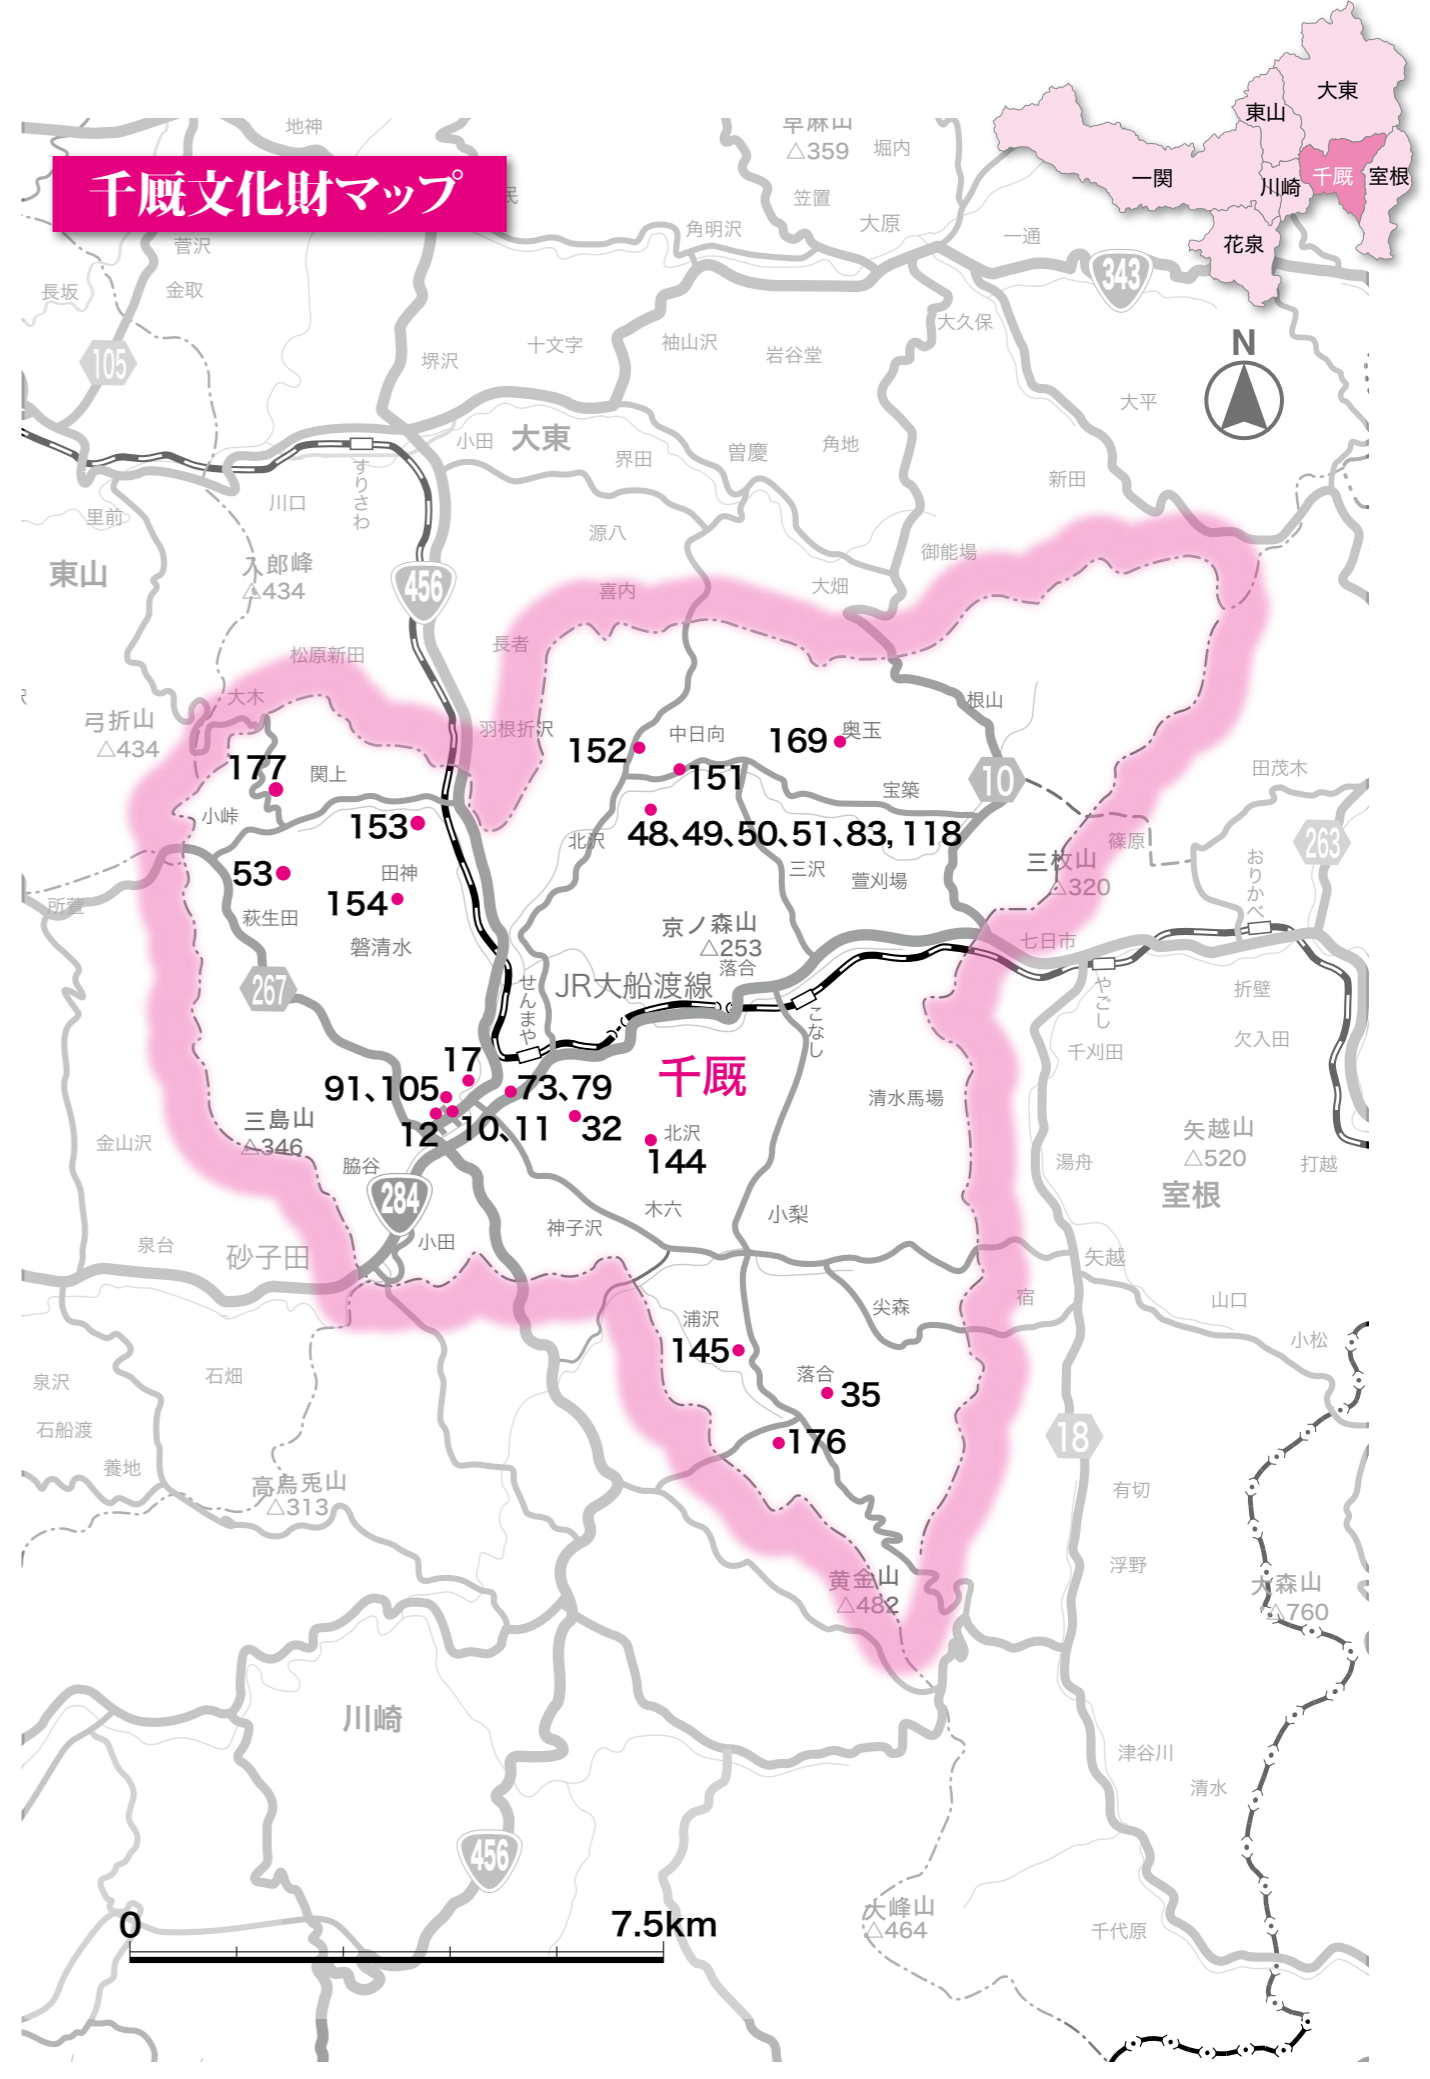 大東
東山
一関
川崎
千厩
室根
花泉
千厩文化財マップ
地神
△359
堀内
笠置
角明沢
大原
一通
343
菅沢
長坂
金取
105
堺沢
十文字
袖山沢
岩谷堂
大久保
N
大平
小田
大東
界田
曽慶
角地
すりさわ
新田
川口
里前
源八
御能場
東山
△434
456
喜内
大畑
松原新田
長者
大木
根山
弓折山
△434
羽根折沢
中日向
奥玉
152
169
151
177
関上
小峠
宝築
10
田茂木
153
北沢
48、49、50、51、83, 118
篠原
263
53
田神
三沢
萱刈場
三枚山
△320
おりかべ
154
所萱
萩生田
磐清水
京ノ森山
△253
落合
七日市
267
せんまや
JR大船渡線
こなし
やごし
折壁
欠入田
千刈田
17
91、105
73、79
千厩
12
10、11
32
清水馬場
北沢
144
三島山
△346
金山沢
脇谷
284
湯舟
矢越山
△520
打越
室根
木六
小梨
神子沢
小田
泉台
砂子田
矢越
宿
山口
尖森
浦沢
145
小松
落合
35
176
泉沢
石畑
石船渡
養地
18
△313
有切
浮野
黄金山
△482
大森山
△760
川崎
津谷川
清水
456
大峰山
△464
千代原
0
7.5km